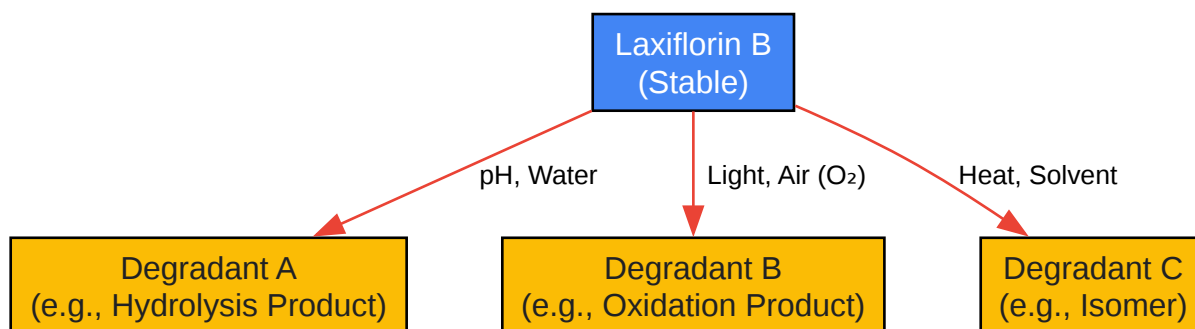 Laxiflorin B
(Stable)
pH, Water
Light, Air (O₂)
Heat, Solvent
Degradant A
(e.g., Hydrolysis Product)
Degradant B
(e.g., Oxidation Product)
Degradant C
(e.g., Isomer)